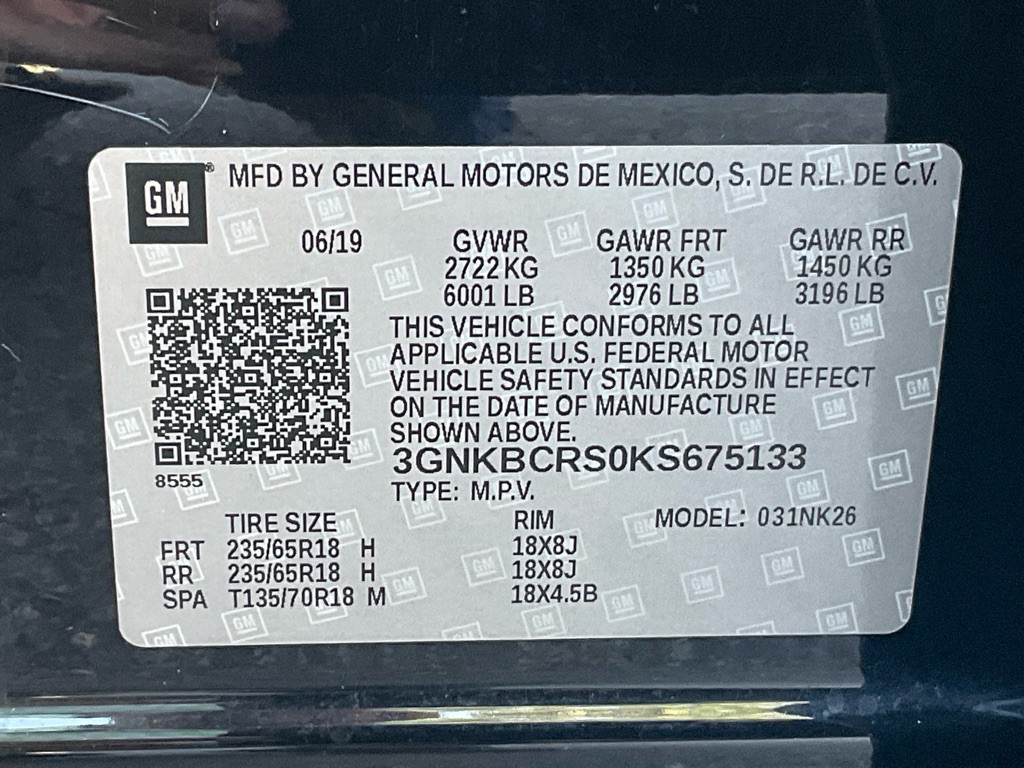 GM ® MFD BY GENERAL MOTORS DE MEXICO, S. DE R.L. DE C.V.
06/19 GVWR GAWR FRT GAWR RR
2722 KG 1350 KG 1450 KG
6001 LB 2976 LB 3196 LB
THIS VEHICLE CONFORMS TO ALL
APPLICABLE U.S. FEDERAL MOTOR
VEHICLE SAFETY STANDARDS IN EFFECT
ON THE DATE OF MANUFACTURE
SHOWN ABOVE.
3GNKBCRS0KS675133
8555
TYPE: M.P.V.
TIRE SIZE RIM MODEL: 031NK26
FRT 235/65R18 H 18X8J
RR 235/65R18 H 18X8J
SPA T135/70R18 M 18X4.5B